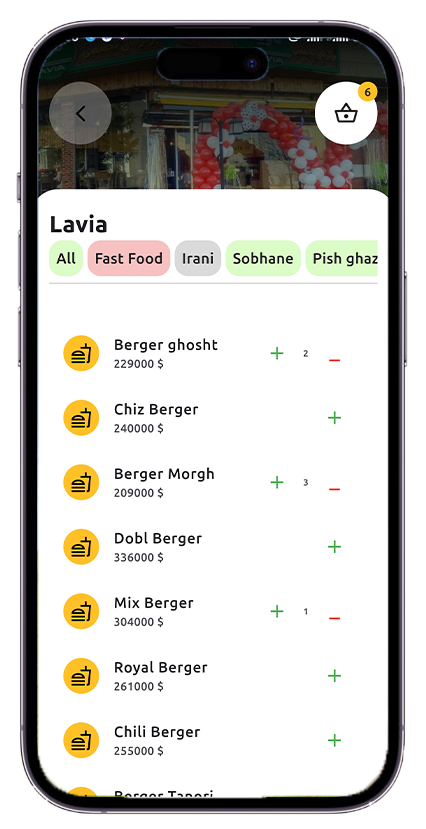 6
Lavia
All Fast Food Irani Sobhane Pish ghaz
Berger ghosht
229000 $
+ 2 −
Chiz Berger
240000 $
+
Berger Morgh
209000 $
+ 3 −
Dobl Berger
336000 $
+
Mix Berger
304000 $
+ 1 −
Royal Berger
261000 $
+
Chili Berger
255000 $
+
Berger Tanori